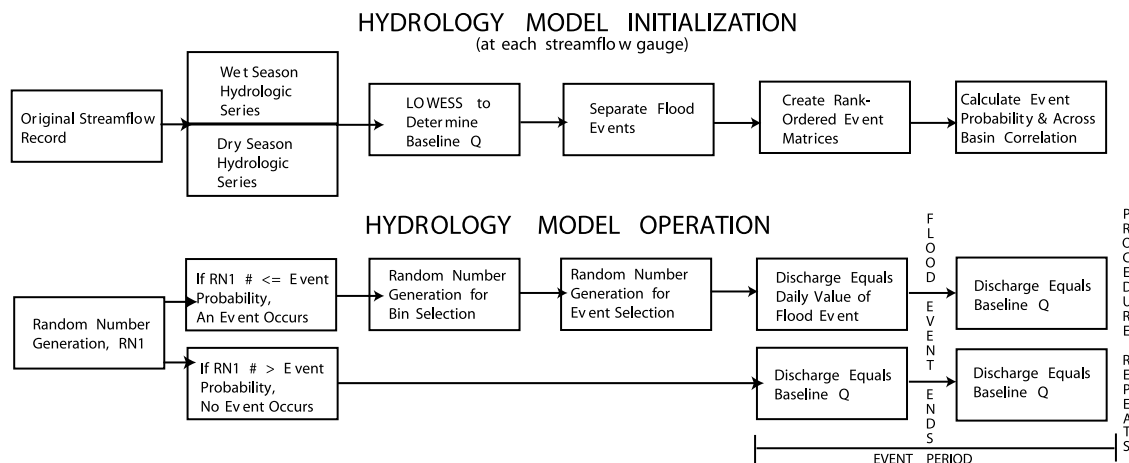 HYDROLOGY MODEL INITIALIZATION
(at each streamflow gauge)
Original Streamflow
Record
Wet Season
Hydrologic
Series
Dry Season
Hydrologic
Series
LOWESS to
Determine
Baseline Q
Separate Flood
Events
Create Rank-
Ordered Event
Matrices
Calculate Event
Probability & Across
Basin Correlation
HYDROLOGY MODEL OPERATION
Random Number
Generation, RN1
If RN1 # <= Event
Probability,
An Event Occurs
Random Number
Generation for
Bin Selection
Random Number
Generation for
Event Selection
Discharge Equals
Daily Value of
Flood Event
Discharge Equals
Baseline Q
If RN1 # > Event
Probability,
No Event Occurs
Discharge Equals
Baseline Q
Discharge Equals
Baseline Q
FLOOD EVENT ENDS
PROCEDURE REPEATS
EVENT PERIOD